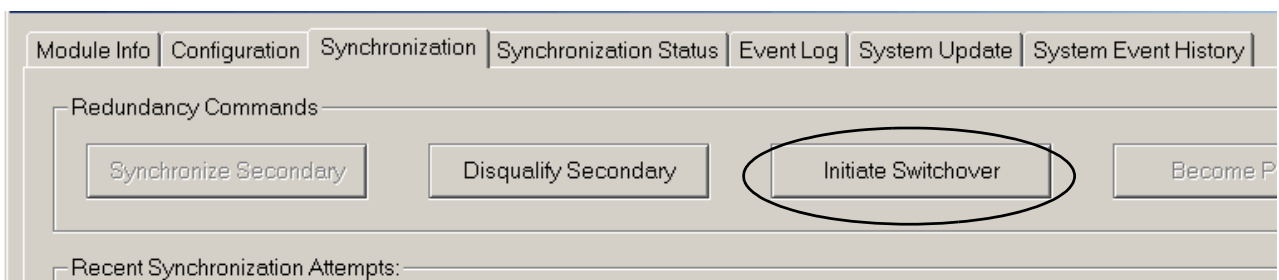 Module Info Configuration Synchronization Synchronization Status Event Log System Update System Event History
Redundancy Commands
Synchronize Secondary Disqualify Secondary Initiate Switchover Become
Recent Synchronization Attempts: